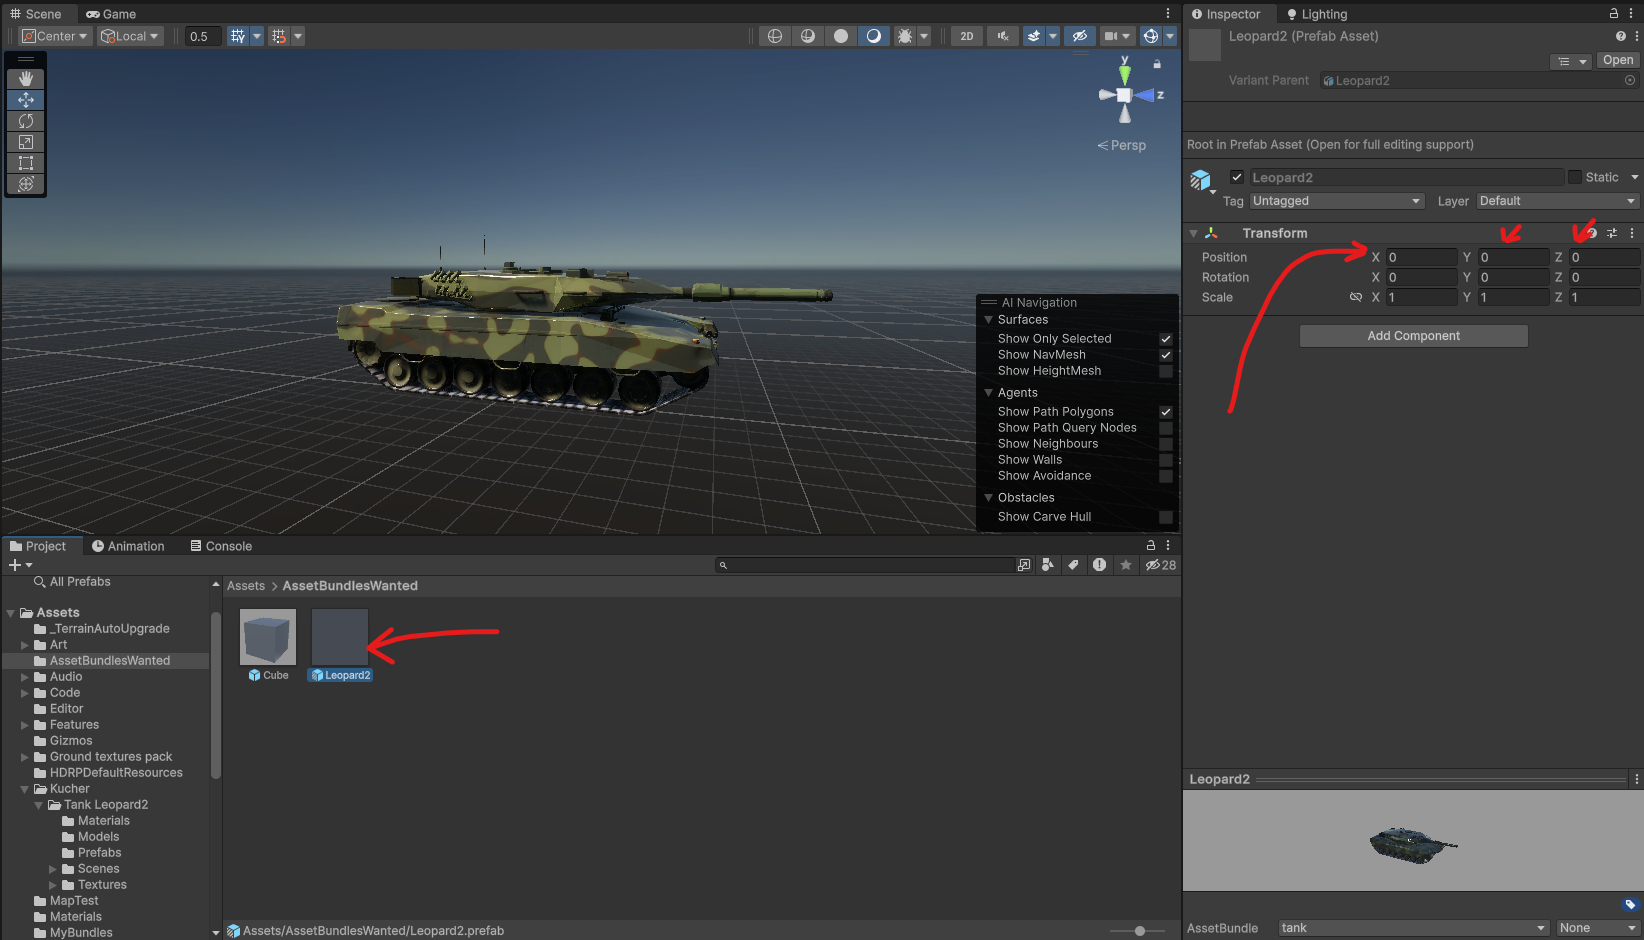 Scene
Game
Inspector
Lighting
Center
Local
0.5
2D
Leopard2 (Prefab Asset)
Open
Variant Parent
Leopard2
y
z
Persp
Root in Prefab Asset (Open for full editing support)
Leopard2
Static
Tag
Untagged
Layer
Default
Transform
Position X 0 Y 0 Z 0
Rotation X 0 Y 0 Z 0
Scale X 1 Y 1 Z 1
Add Component
AI Navigation
Surfaces
Show Only Selected
Show NavMesh
Show HeightMesh
Agents
Show Path Polygons
Show Path Query Nodes
Show Neighbours
Show Walls
Show Avoidance
Obstacles
Show Carve Hull
Project
Animation
Console
28
All Prefabs
Assets
_TerrainAutoUpgrade
Art
AssetBundlesWanted
Audio
Code
Editor
Features
Gizmos
Ground textures pack
HDRPDefaultResources
Kucher
Tank Leopard2
Materials
Models
Prefabs
Scenes
Textures
MapTest
Materials
MyBundles
Assets > AssetBundlesWanted
Cube
Leopard2
Assets/AssetBundlesWanted/Leopard2.prefab
Leopard2
AssetBundle
tank
None